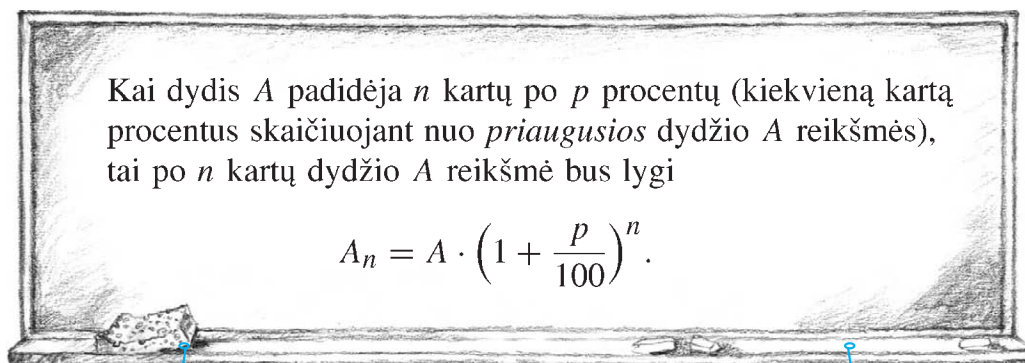 Kai dydis A padidėja n kartų po p procentų (kiekvieną kartą
procentus skaičiuojant nuo priaugusios dydžio A reikšmės),
tai po n kartų dydžio A reikšmė bus lygi
A_n = A · (1 + p/100)^n.